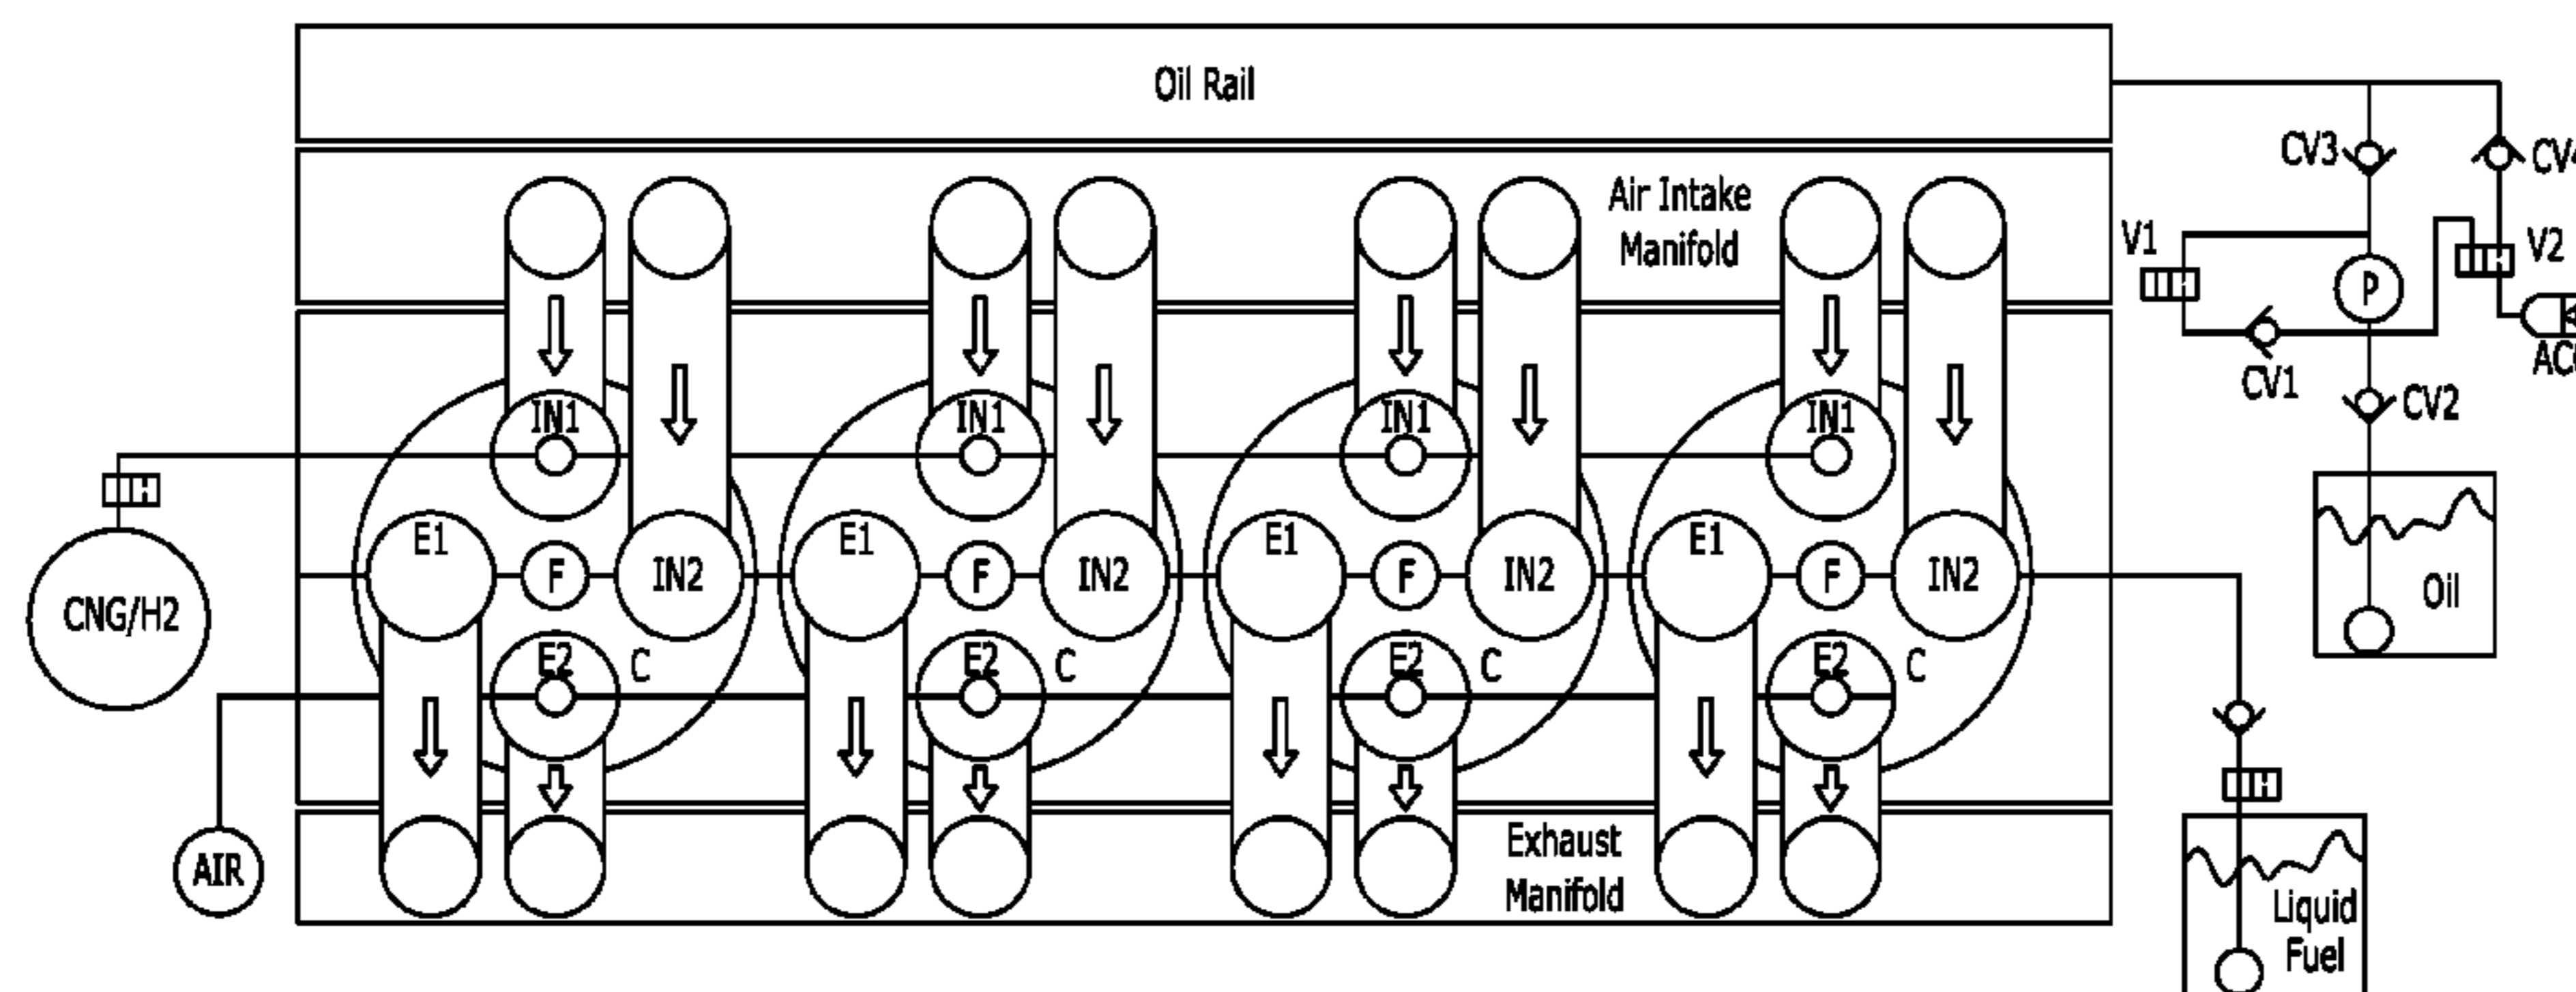 Oil Rail
Air Intake
Manifold
CV3
CV4
V1
V2
P
CV1
CV2
IN1
IN1
IN1
IN1
E1
F
IN2
E1
F
IN2
E1
F
IN2
E1
F
IN2
CNG/H2
Oil
E2
C
E2
C
E2
C
E2
C
AIR
Exhaust
Manifold
Liquid
Fuel